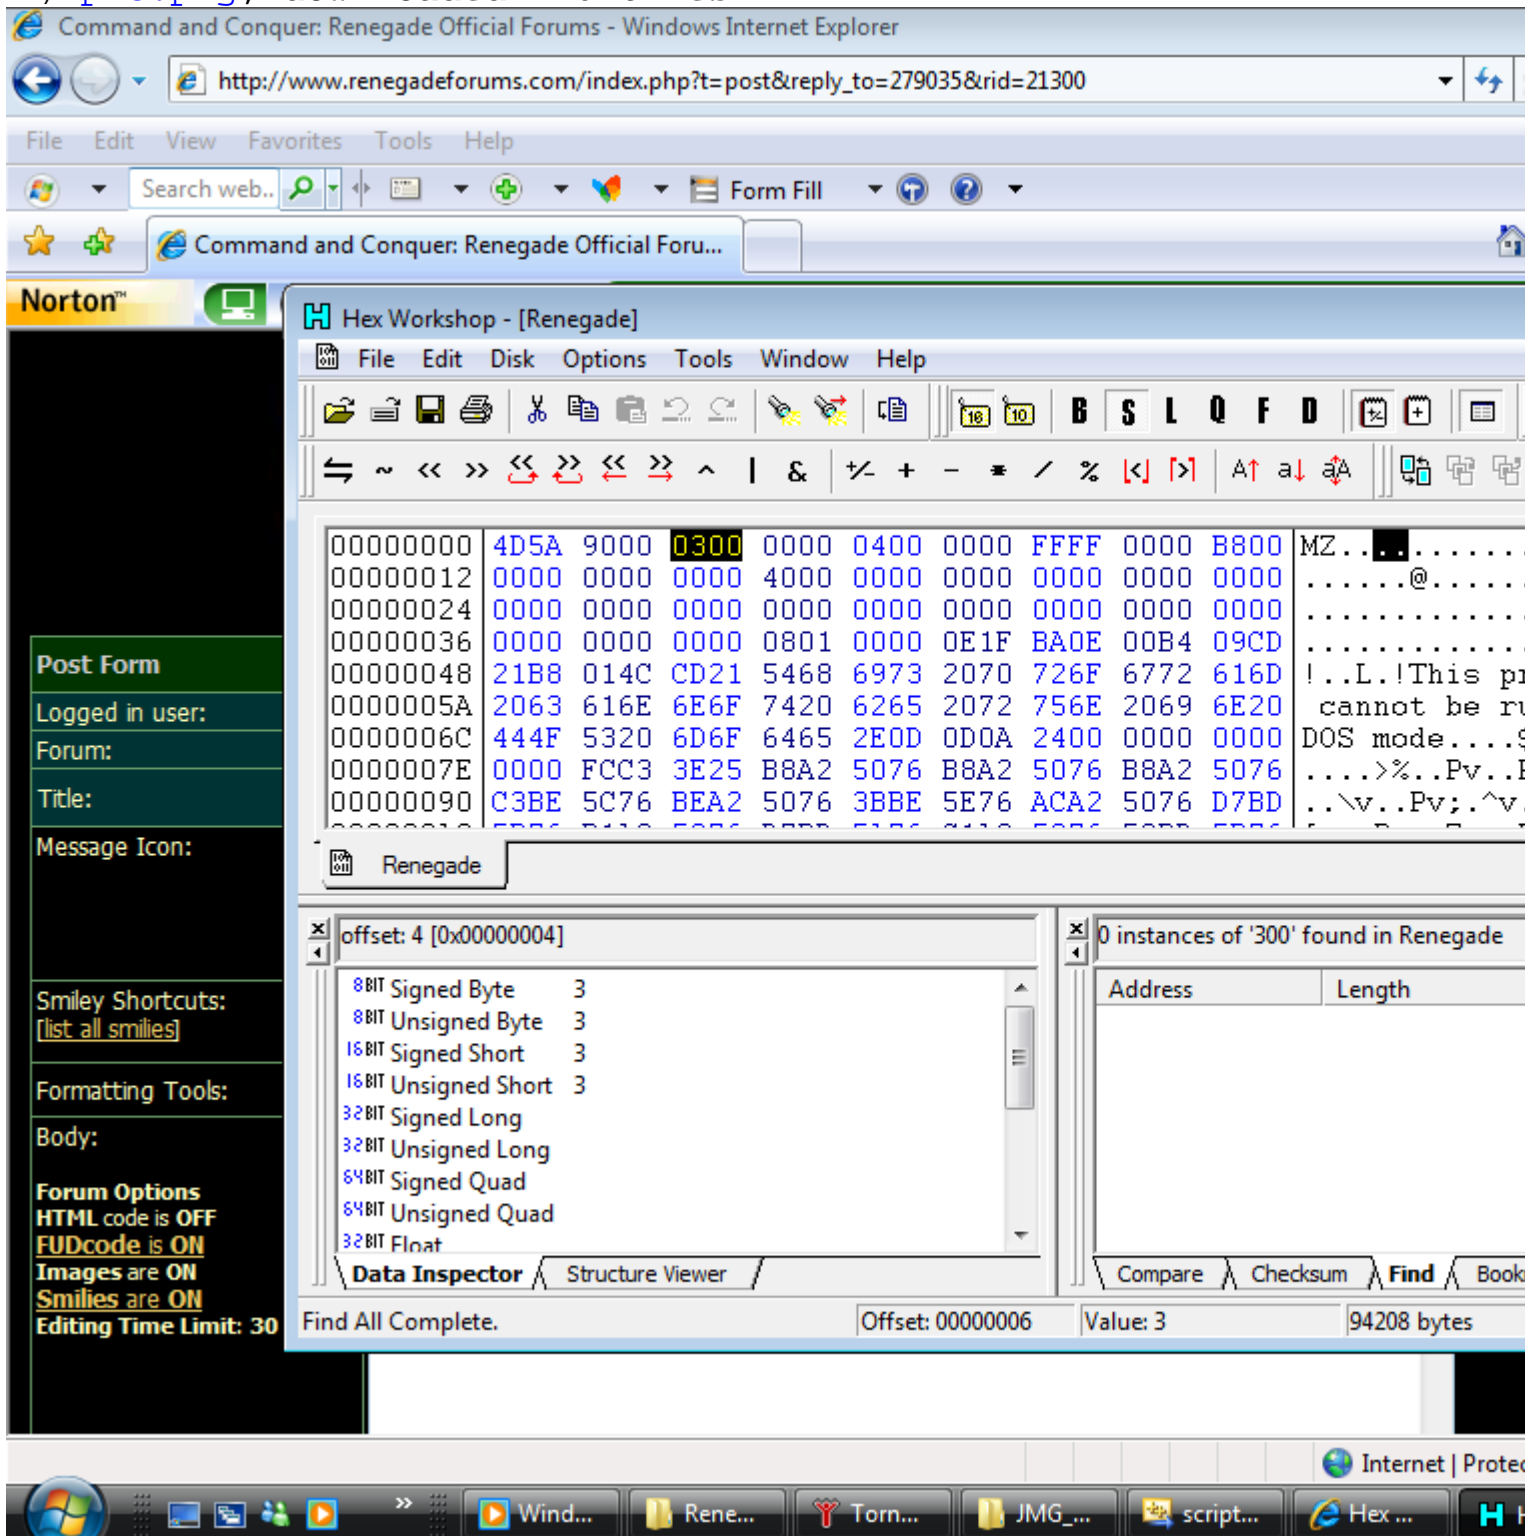 Command and Conquer: Renegade Official Forums - Windows Internet Explorer
http://www.renegadeforums.com/index.php?t=post&reply_to=279035&rid=21300
File Edit View Favorites Tools Help
Search web.. Form Fill
Command and Conquer: Renegade Official Foru...
Norton™
Hex Workshop - [Renegade]
File Edit Disk Options Tools Window Help
B S L Q F D
00000000 4D5A 9000 0300 0000 0400 0000 FFFF 0000 B800 MZ..............
00000012 0000 0000 0000 4000 0000 0000 0000 0000 0000 ......@......
00000024 0000 0000 0000 0000 0000 0000 0000 0000 0000 .............
00000036 0000 0000 0000 0801 0000 0E1F BA0E 00B4 09CD .............
00000048 21B8 014C CD21 5468 6973 2070 726F 6772 616D !..L.!This pr
0000005A 2063 616E 6E6F 7420 6265 2072 756E 2069 6E20 cannot be ru
0000006C 444F 5320 6D6F 6465 2E0D 0D0A 2400 0000 0000 DOS mode....$
0000007E 0000 FCC3 3E25 B8A2 5076 B8A2 5076 B8A2 5076 ....>%..Pv..P
00000090 C3BE 5C76 BEA2 5076 3BBE 5E76 ACA2 5076 D7BD ..\v..Pv;.^v.
Renegade
offset: 4 [0x00000004]
8BIT Signed Byte 3
8BIT Unsigned Byte 3
16BIT Signed Short 3
16BIT Unsigned Short 3
32BIT Signed Long
32BIT Unsigned Long
64BIT Signed Quad
64BIT Unsigned Quad
32BIT Float
Data Inspector Structure Viewer
0 instances of '300' found in Renegade
Address Length
Compare Checksum Find
Find All Complete. Offset: 00000006 Value: 3 94208 bytes
Post Form
Logged in user:
Forum:
Title:
Message Icon:
Smiley Shortcuts:
[list all smilies]
Formatting Tools:
Body:
Forum Options
HTML code is OFF
FUDcode is ON
Images are ON
Smilies are ON
Editing Time Limit: 30
Internet | Protec
Wind... Rene... Torn... JMG_... script... Hex ... H